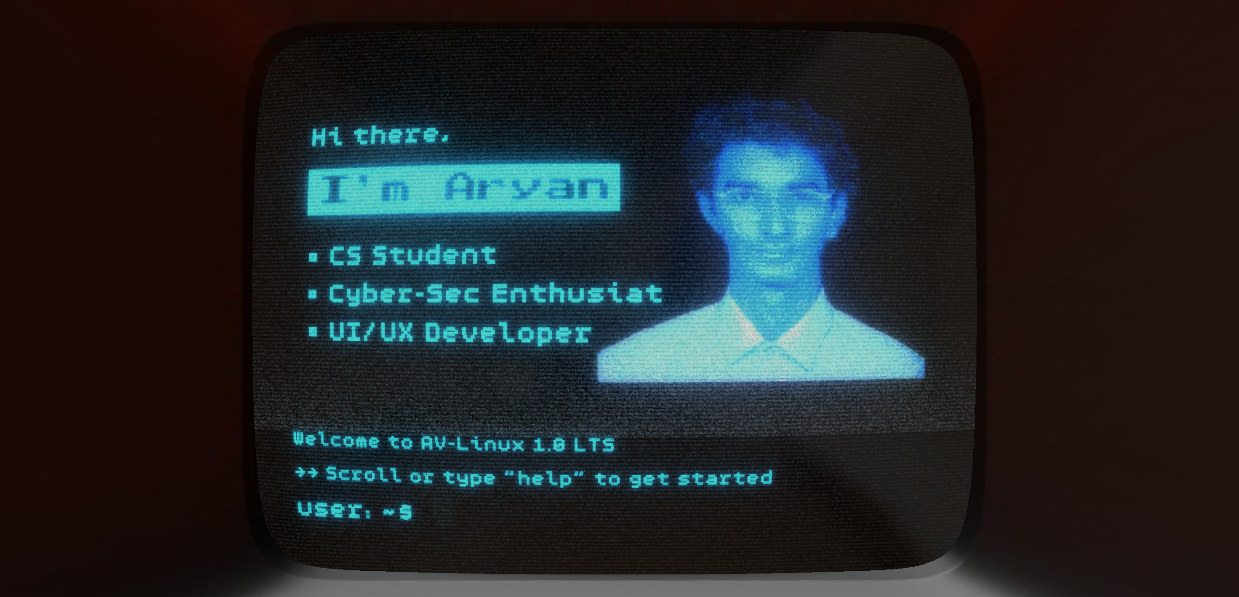 Hi there,
I'm Aryan
▪ CS Student
▪ Cyber-Sec Enthusiat
▪ UI/UX Developer
Welcome to AV-Linux 1.0 LTS
→→ Scroll or type “help” to get started
user: ~$